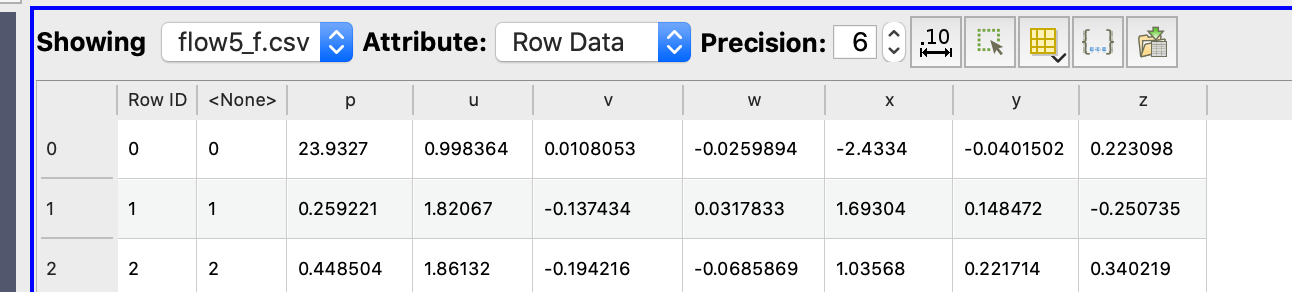 Showing flow5_f.csv Attribute: Row Data Precision: 6 .10 {...}
Row ID <None> p u v w x y z
0 0 0 23.9327 0.998364 0.0108053 -0.0259894 -2.4334 -0.0401502 0.223098
1 1 1 0.259221 1.82067 -0.137434 0.0317833 1.69304 0.148472 -0.250735
2 2 2 0.448504 1.86132 -0.194216 -0.0685869 1.03568 0.221714 0.340219